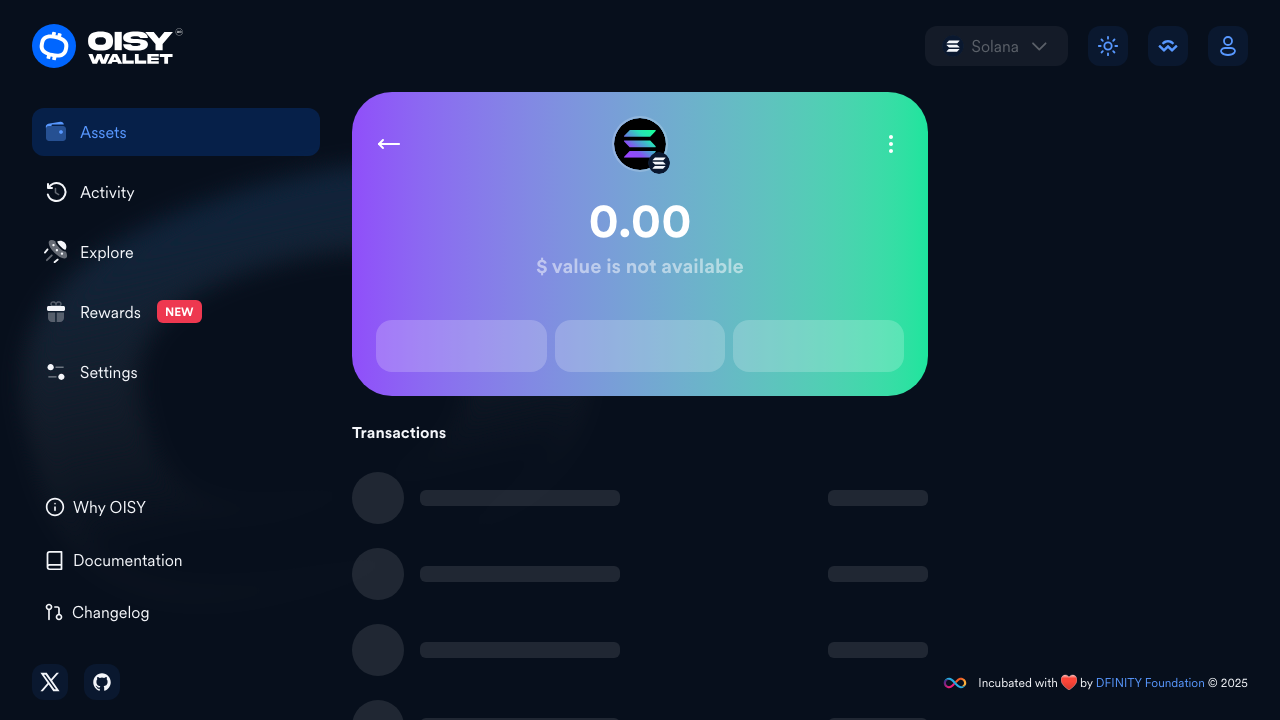 OISY
WALLET
Solana
Assets
Activity
Explore
Rewards NEW
Settings
Why OISY
Documentation
Changelog
0.00
$ value is not available
Transactions
Incubated with ❤️ by DFINITY Foundation © 2025